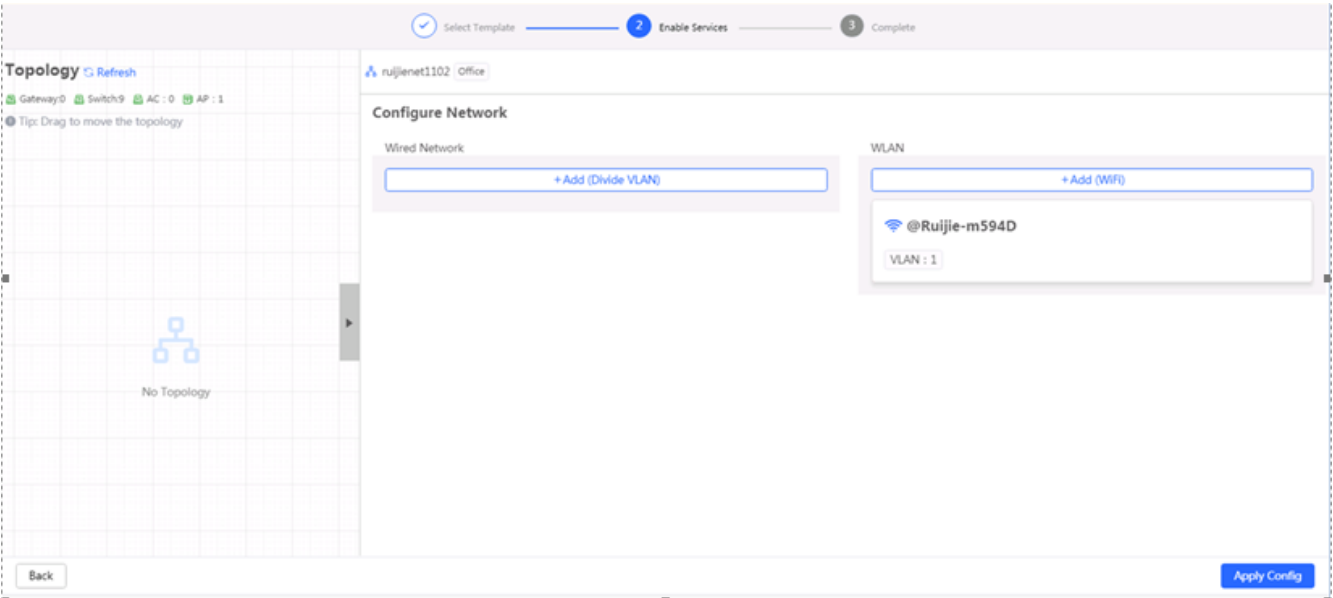 Select Template 2 Enable Services 3 Complete
Topology Refresh
Gateway:0 Switch:9 AC : 0 AP : 1
Tip: Drag to move the topology
No Topology
ruijienet1102 Office
Configure Network
Wired Network
+ Add (Divide VLAN)
WLAN
+ Add (WiFi)
@Ruijie-m594D
VLAN : 1
Back
Apply Config